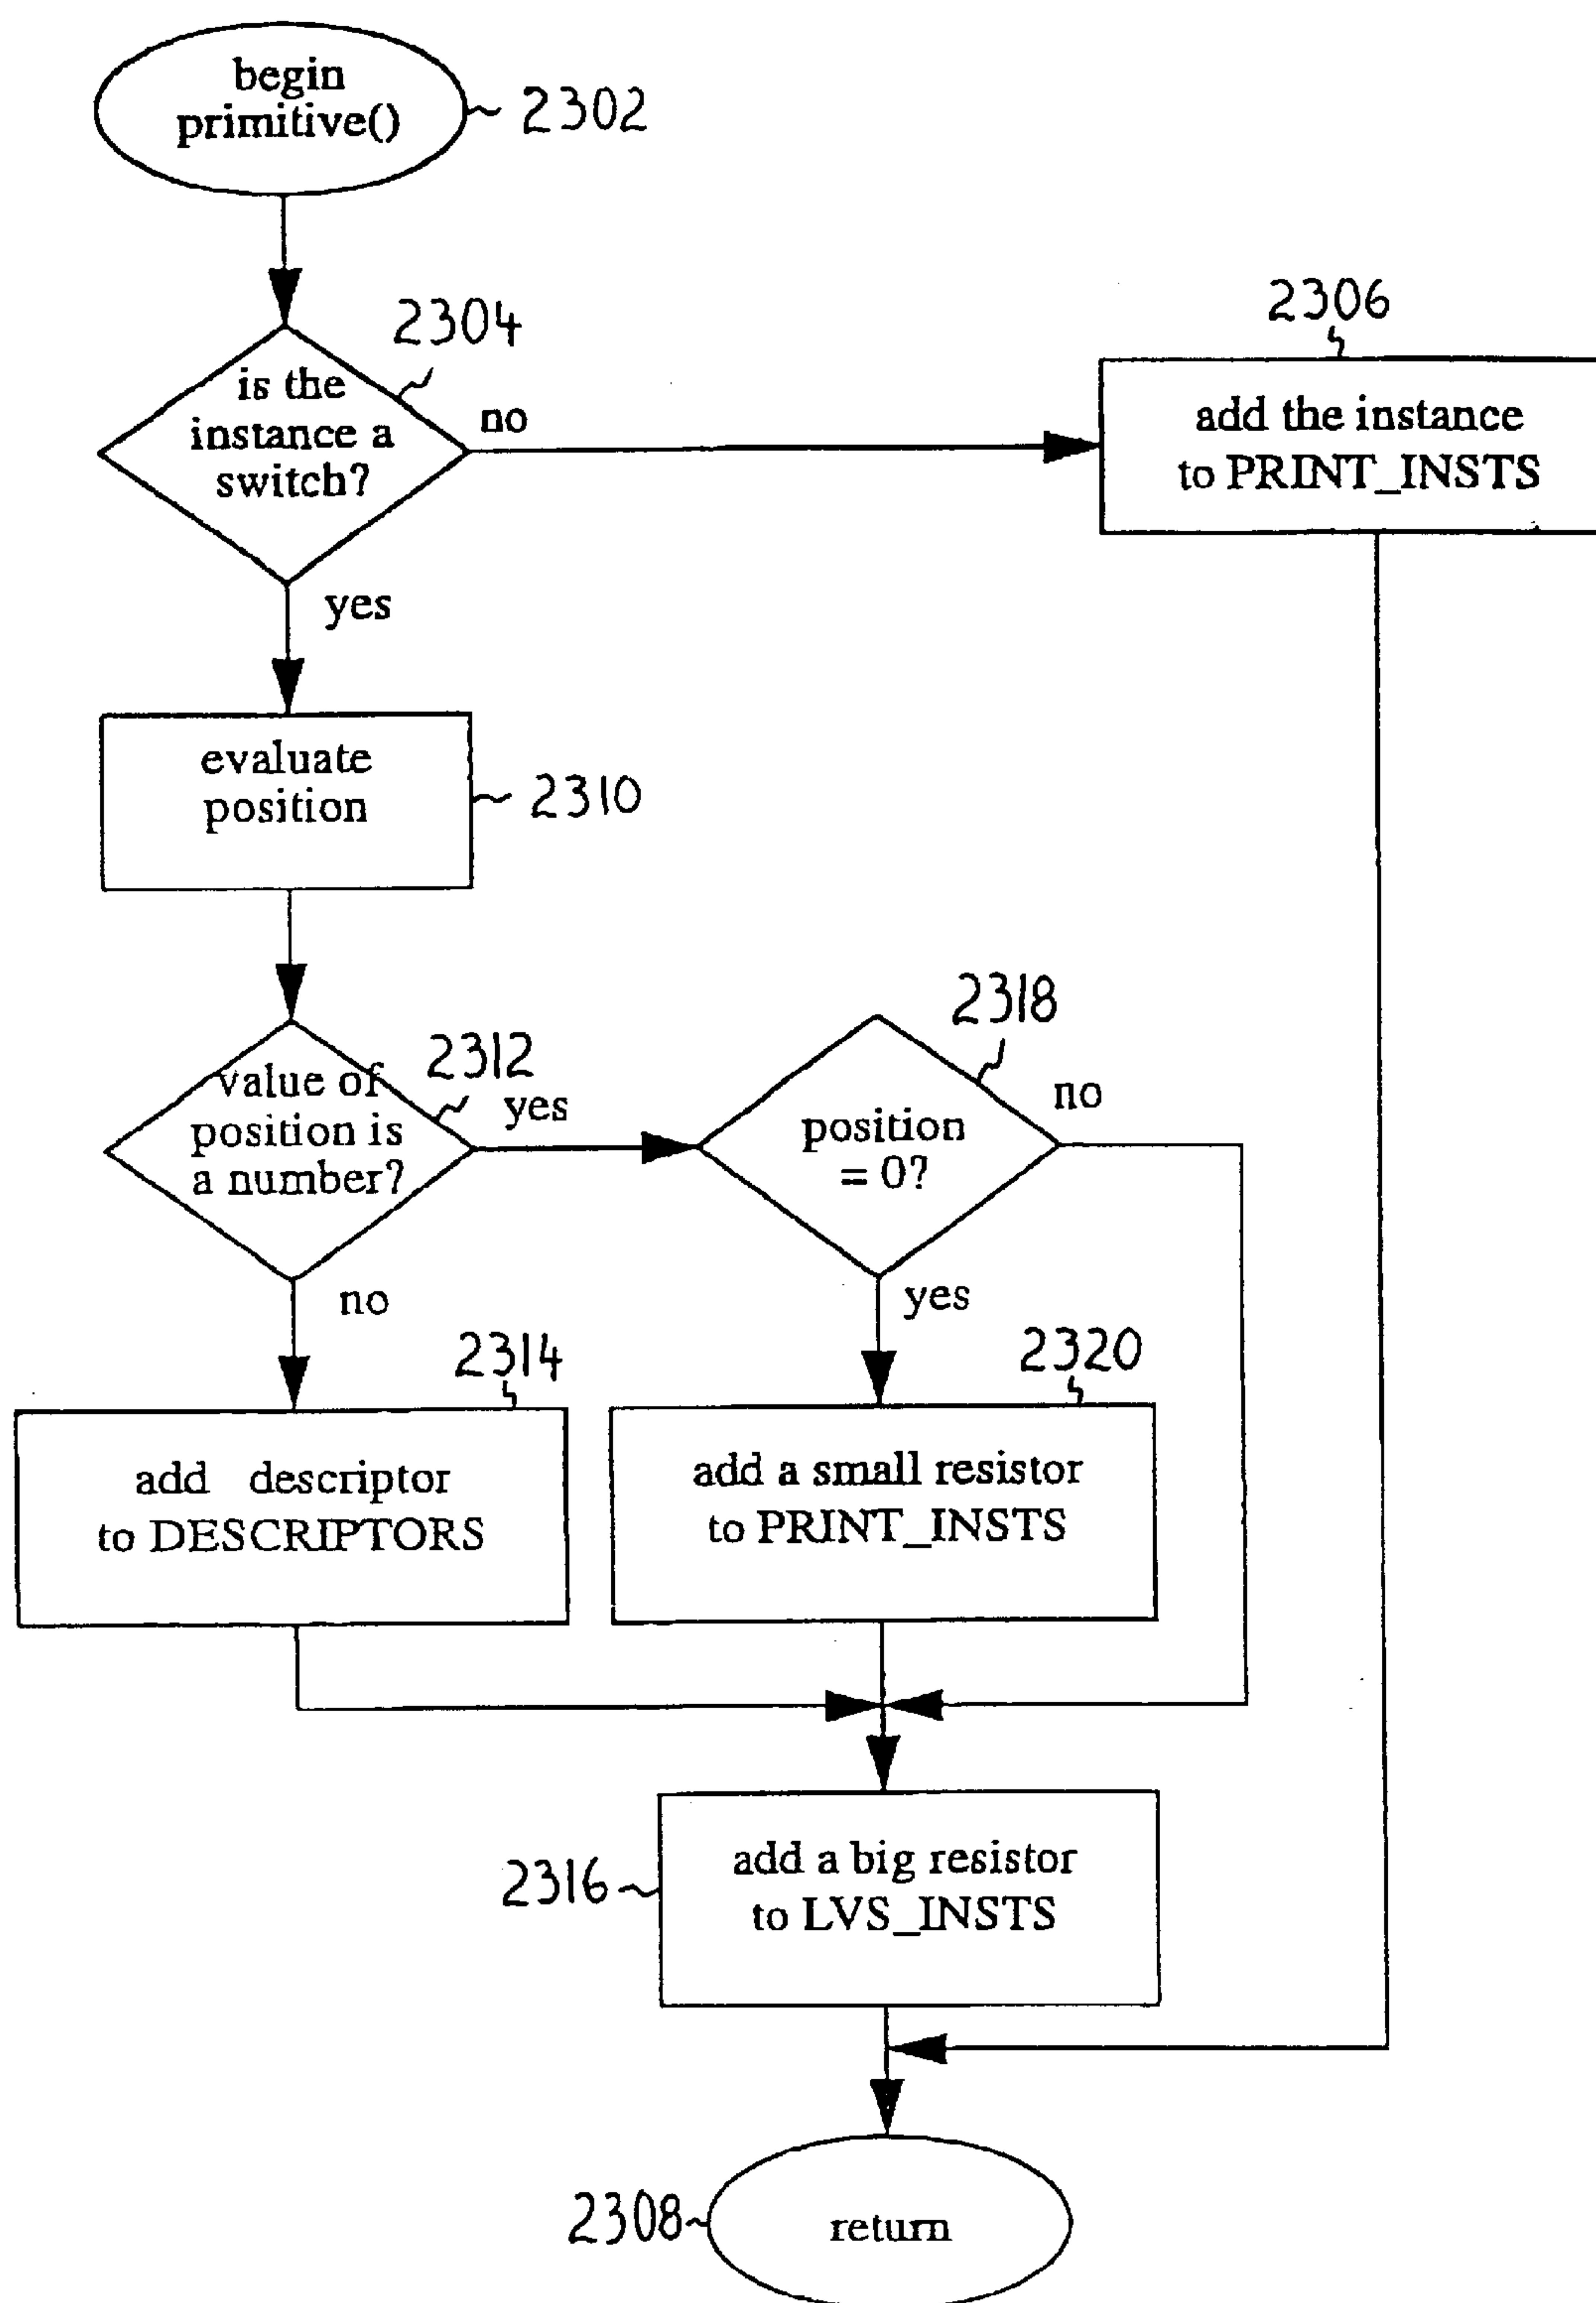 begin
primitive()
2302
2304
is the
instance a
switch?
no
yes
2306
add the instance
to PRINT_INSTS
evaluate
position
2310
2312
value of
position is
a number?
yes
no
2318
position
= 0?
no
yes
2314
add descriptor
to DESCRIPTORS
2320
add a small resistor
to PRINT_INSTS
2316
add a big resistor
to LVS_INSTS
2308
return